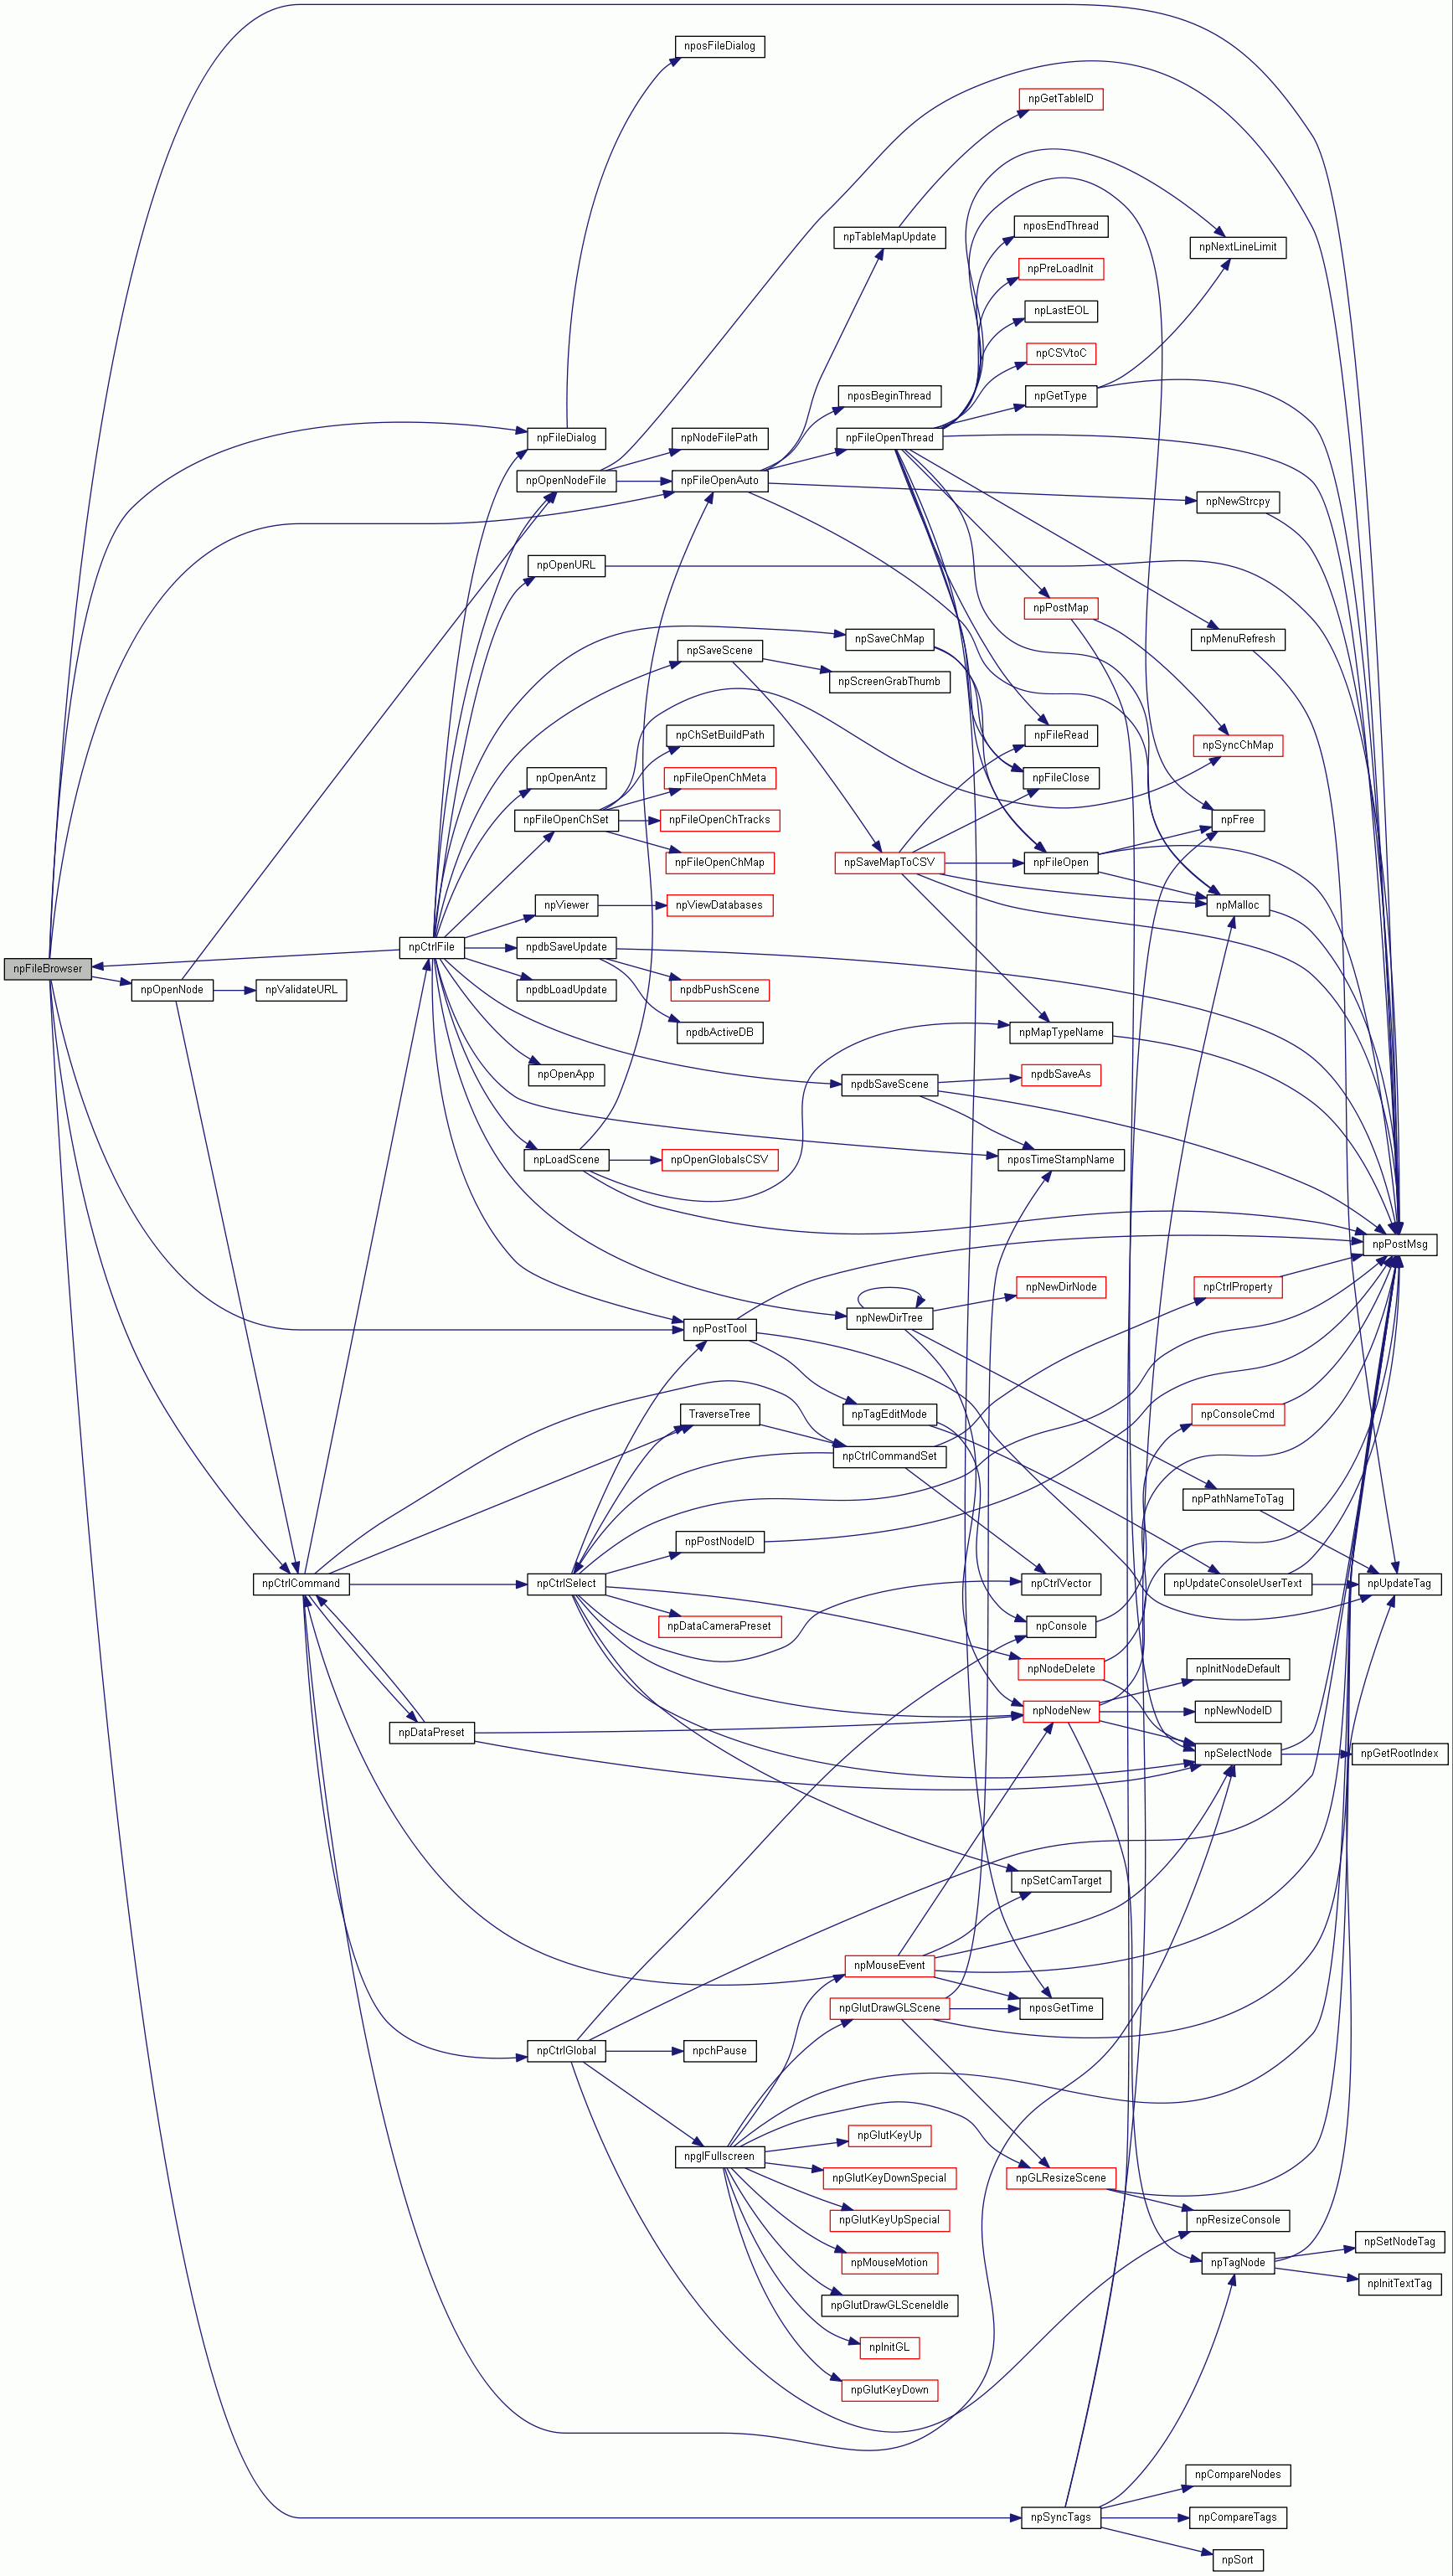 nposFileDialog
npGetTableID
npTableMapUpdate
nposEndThread
npNextLineLimit
npPreLoadInit
npLastEOL
npCSVtoC
nposBeginThread
npGetType
npFileDialog
npNodeFilePath
npFileOpenThread
npOpenNodeFile
npFileOpenAuto
npNewStrcpy
npOpenURL
npPostMap
npSaveChMap
npMenuRefresh
npSaveScene
npScreenGrabThumb
npChSetBuildPath
npFileRead
npSyncChMap
npOpenAntz
npFileOpenChMeta
npFileClose
npFileOpenChSet
npFileOpenChTracks
npFree
npFileOpenChMap
npSaveMapToCSV
npFileOpen
npViewer
npViewDatabases
npMalloc
npCtrlFile
npdbSaveUpdate
npFileBrowser
npOpenNode
npValidateURL
npdbLoadUpdate
npdbPushScene
npdbActiveDB
npMapTypeName
npOpenApp
npdbSaveScene
npdbSaveAs
npLoadScene
npOpenGlobalsCSV
nposTimeStampName
npPostMsg
npNewDirNode
npCtrlProperty
npNewDirTree
npPostTool
TraverseTree
npTagEditMode
npConsoleCmd
npCtrlCommandSet
npPathNameToTag
npPostNodeID
npCtrlCommand
npCtrlSelect
npCtrlVector
npUpdateConsoleUserText
npUpdateTag
npDataCameraPreset
npConsole
npNodeDelete
npInitNodeDefault
npNodeNew
npNewNodeID
npDataPreset
npSelectNode
npGetRootIndex
npSetCamTarget
npMouseEvent
npGlutDrawGLScene
nposGetTime
npCtrlGlobal
npchPause
npGlutKeyUp
npglFullscreen
npGlutKeyDownSpecial
npGLResizeScene
npGlutKeyUpSpecial
npResizeConsole
npSetNodeTag
npMouseMotion
npTagNode
npInitTextTag
npGlutDrawGLSceneIdle
npInitGL
npGlutKeyDown
npCompareNodes
npSyncTags
npCompareTags
npSort